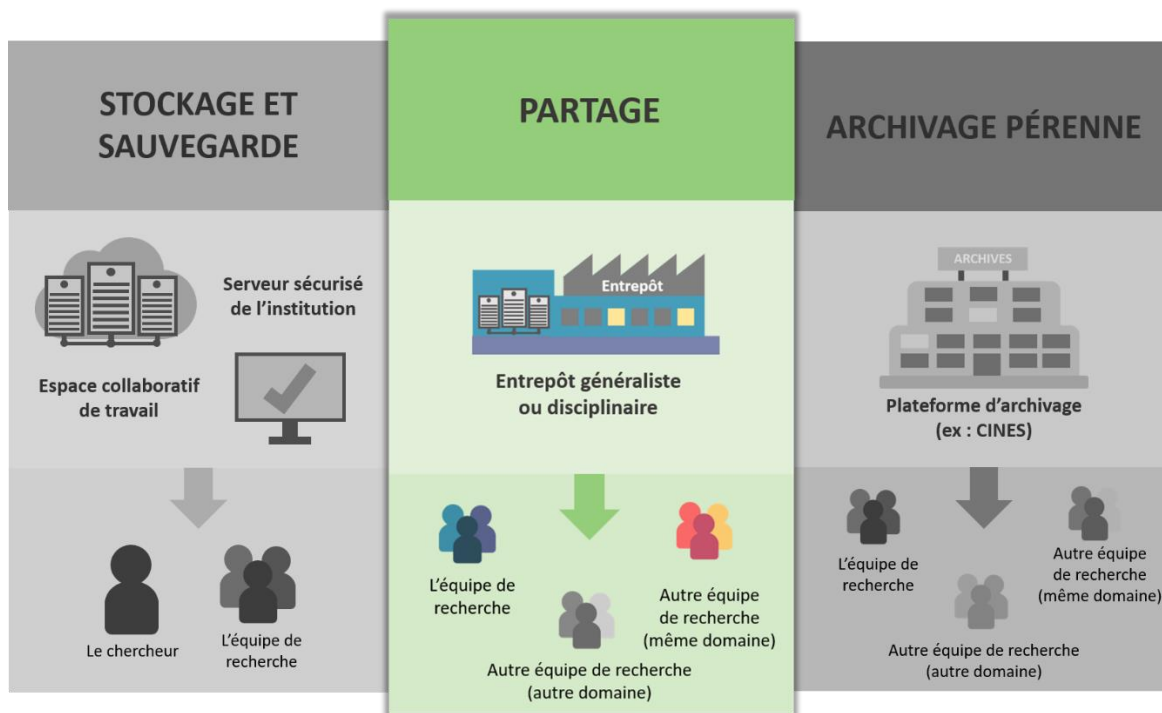 STOCKAGE ET
SAUVEGARDE
Serveur sécurisé
de l'institution
Espace collaboratif
de travail
Le chercheur
L'équipe de
recherche
PARTAGE
Entrepôt
Entrepôt généraliste
ou disciplinaire
L'équipe de
recherche
Autre équipe
de recherche
(même domaine)
Autre équipe de recherche
(autre domaine)
ARCHIVAGE PÉRENNE
ARCHIVES
Plateforme d'archivage
(ex : CINES)
L'équipe de
recherche
Autre équipe
de recherche
(même domaine)
Autre équipe de recherche
(autre domaine)